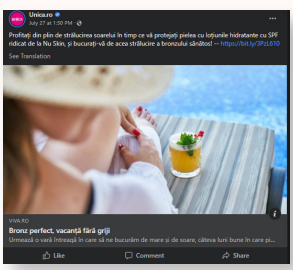 UNICA
Unica.ro
July 27 at 1:50 PM ·
Profitați din plin de strălucirea soarelui în timp ce vă protejați pielea cu loțiunile hidratante cu SPF
ridicat de la Nu Skin, și bucurați-vă de acea strălucire a bronzului sănătos! -- https://bit.ly/3PzL610
See Translation
VIVA.RO
Bronz perfect, vacanță fără griji
Urmează o vară întreagă în care să ne bucurăm de mare și de soare, câteva luni bune în care pi...
Like
Comment
Share